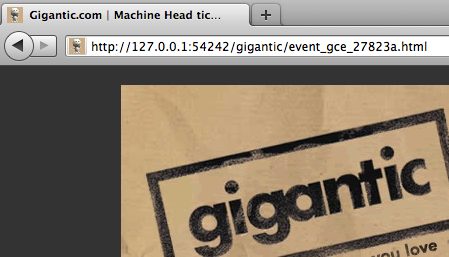 Gigantic.com | Machine Head tic...
http://127.0.0.1:54242/gigantic/event_gce_27823a.html
gigantic
you love